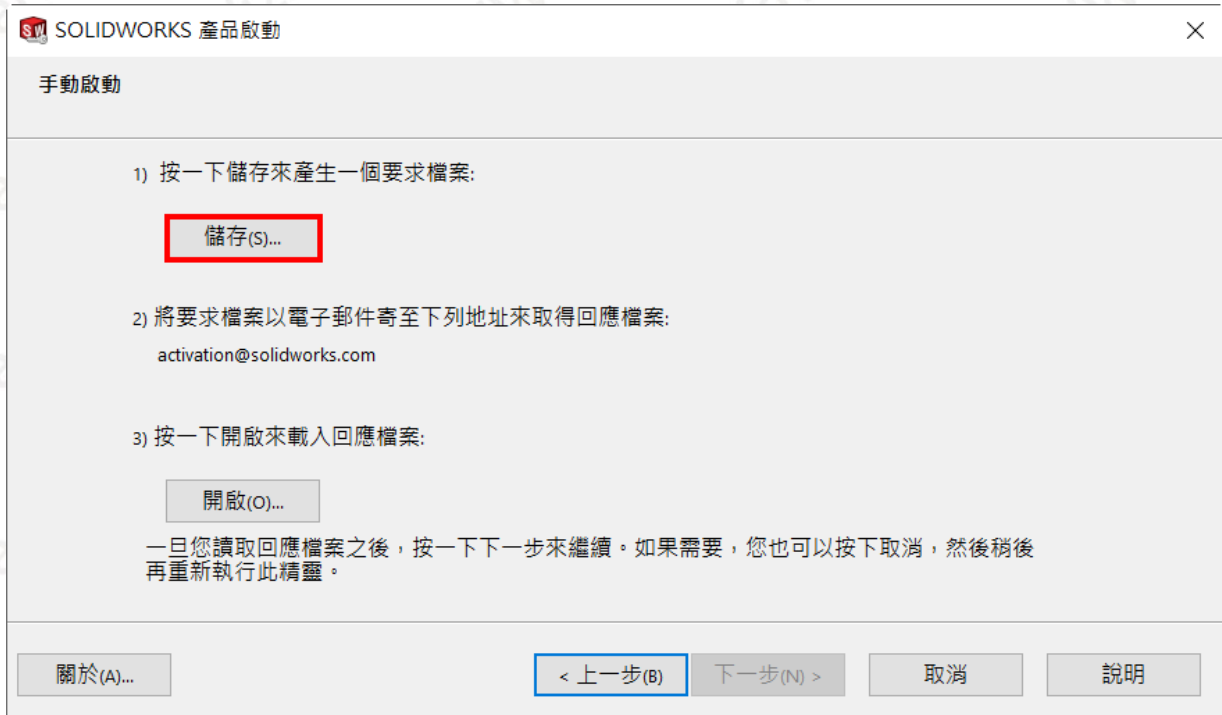 SOLIDWORKS 產品啟動
手動啟動
1) 按一下儲存來產生一個要求檔案:
儲存(S)...
2) 將要求檔案以電子郵件寄至下列地址來取得回應檔案:
activation@solidworks.com
3) 按一下開啟來載入回應檔案:
開啟(O)...
一旦您讀取回應檔案之後，按一下下一步來繼續。如果需要，您也可以按下取消，然後稍後
再重新執行此精靈。
關於(A)... < 上一步(B) 下一步(N) > 取消 說明